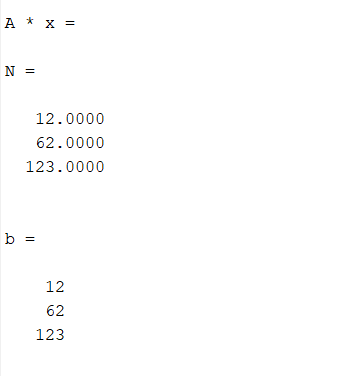 A * x =
N =
12.0000
62.0000
123.0000
b =
12
62
123